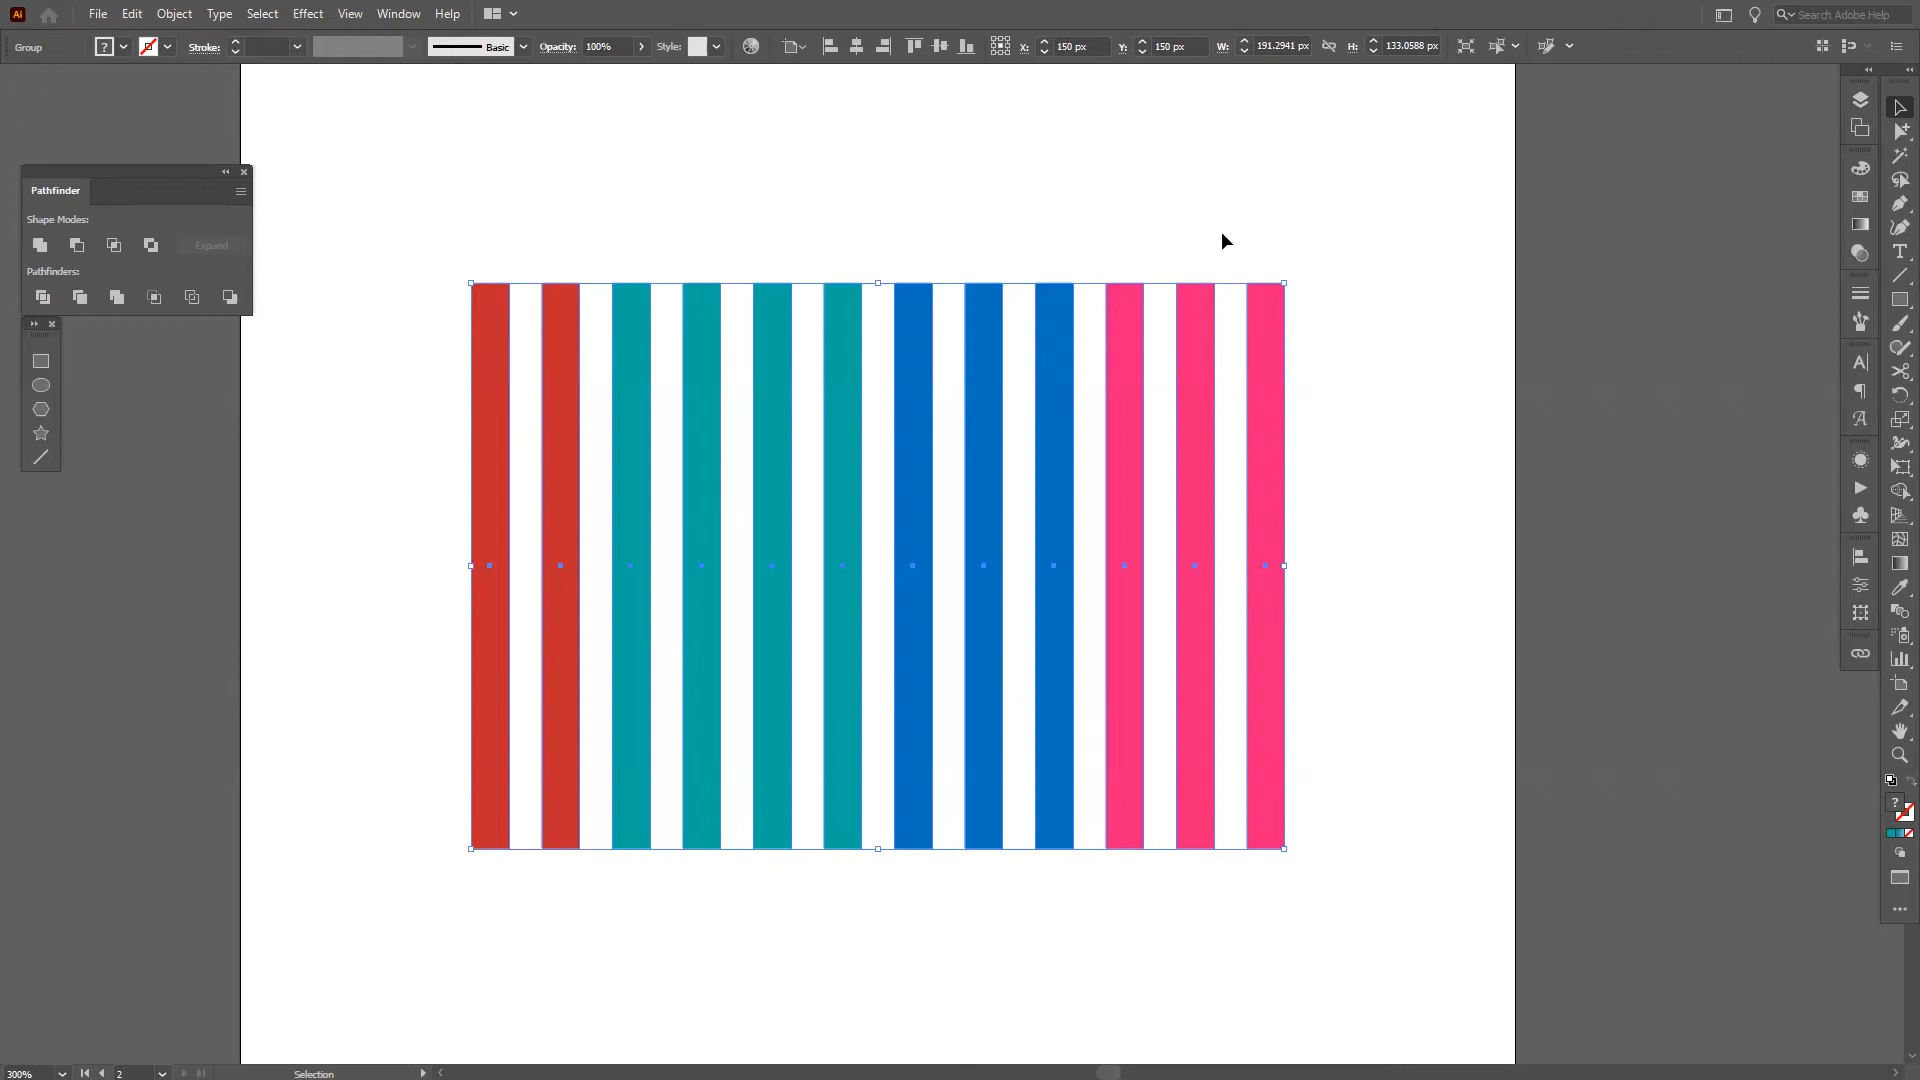 Ai File Edit Object Type Select Effect View Window Help Search Adobe Help
Group ? Stroke: Basic Opacity: 100% Style: X: 150 px Y: 150 px W: 191.2941 px H: 133.0588 px
Pathfinder
Shape Modes:
Expand
Pathfinders:
?
300% 2 Selection